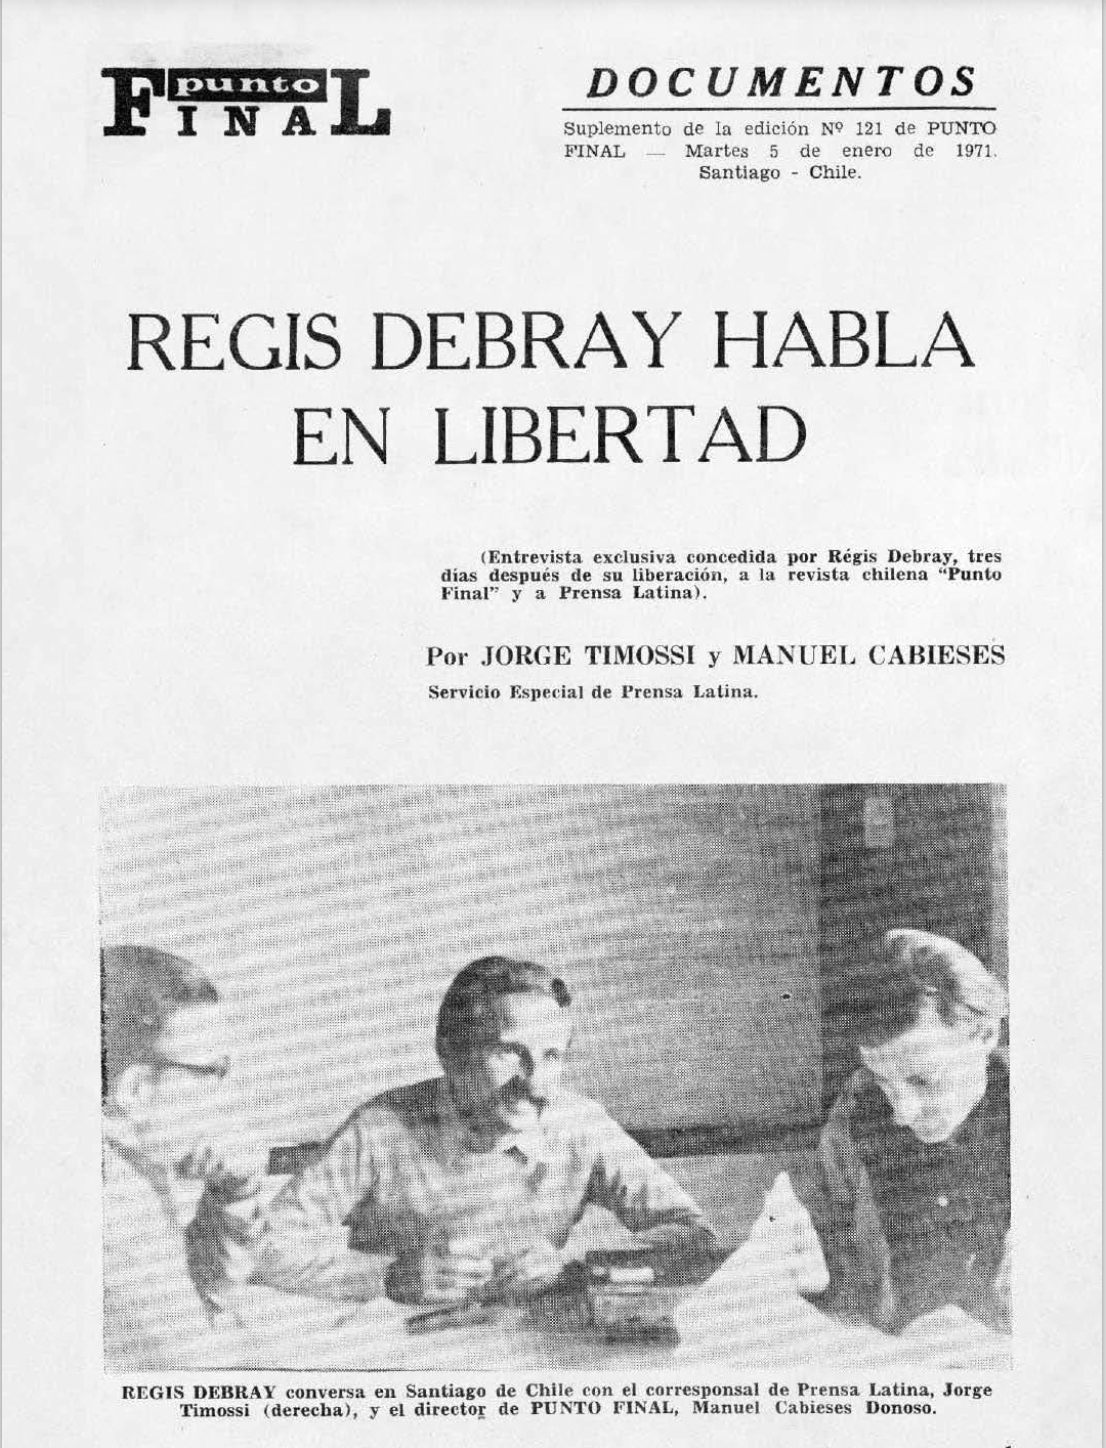 punto
FINAL
DOCUMENTOS
Suplemento de la edición Nº 121 de PUNTO
FINAL — Martes 5 de enero de 1971.
Santiago - Chile.
REGIS DEBRAY HABLA
EN LIBERTAD
(Entrevista exclusiva concedida por Régis Debray, tres
días después de su liberación, a la revista chilena “Punto
Final” y a Prensa Latina).
Por JORGE TIMOSSI y MANUEL CABIESES
Servicio Especial de Prensa Latina.
REGIS DEBRAY conversa en Santiago de Chile con el corresponsal de Prensa Latina, Jorge
Timossi (derecha), y el director de PUNTO FINAL, Manuel Cabieses Donoso.